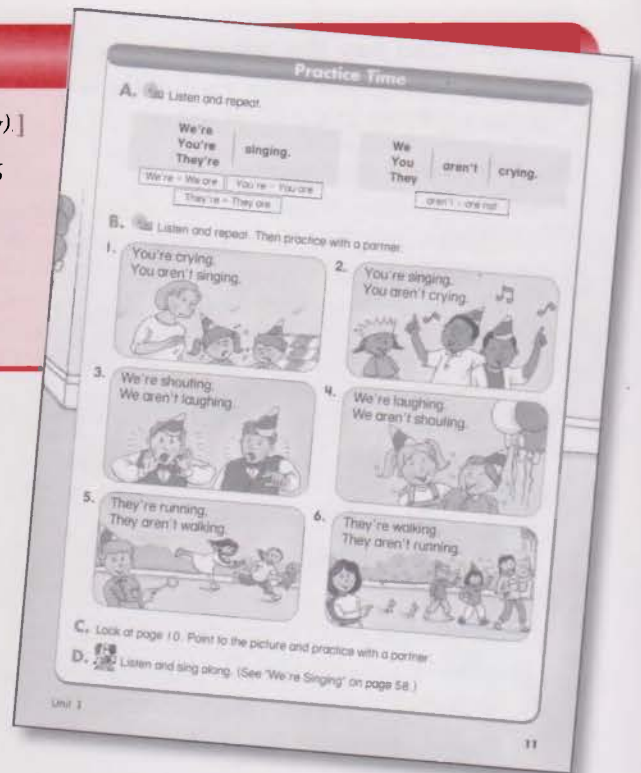 Practice Time
A. Listen and repeat.
We're
You're
They're
singing.
We're = We are You're = You are
They're = They are
We
You
They
aren't
crying.
aren't = are not
B. Listen and repeat. Then practice with a partner.
1.
You're crying.
You aren't singing.
2.
You're singing.
You aren't crying.
3.
We're shouting.
We aren't laughing.
4.
We're laughing.
We aren't shouting.
5.
They're running.
They aren't walking.
6.
They're walking.
They aren't running.
C. Look at page 10. Point to the picture and practice with a partner.
D. Listen and sing along. (See "We're Singing" on page 58.)
11